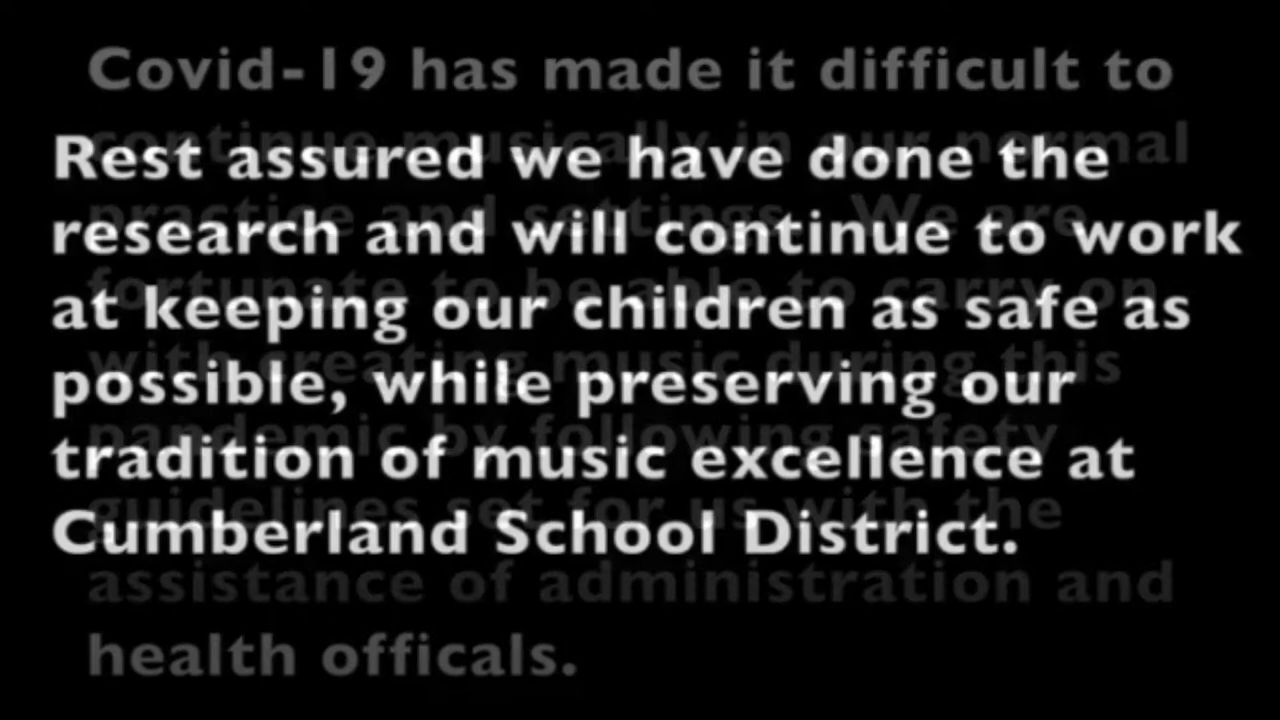 Covid-19 has made it difficult to
continue musically in our normal
practice and settings. We are
fortunate to be able to carry on
with creating music during this
pandemic by following safety
guidelines set for us with the
assistance of administration and
health officals.
Rest assured we have done the
research and will continue to work
at keeping our children as safe as
possible, while preserving our
tradition of music excellence at
Cumberland School District.